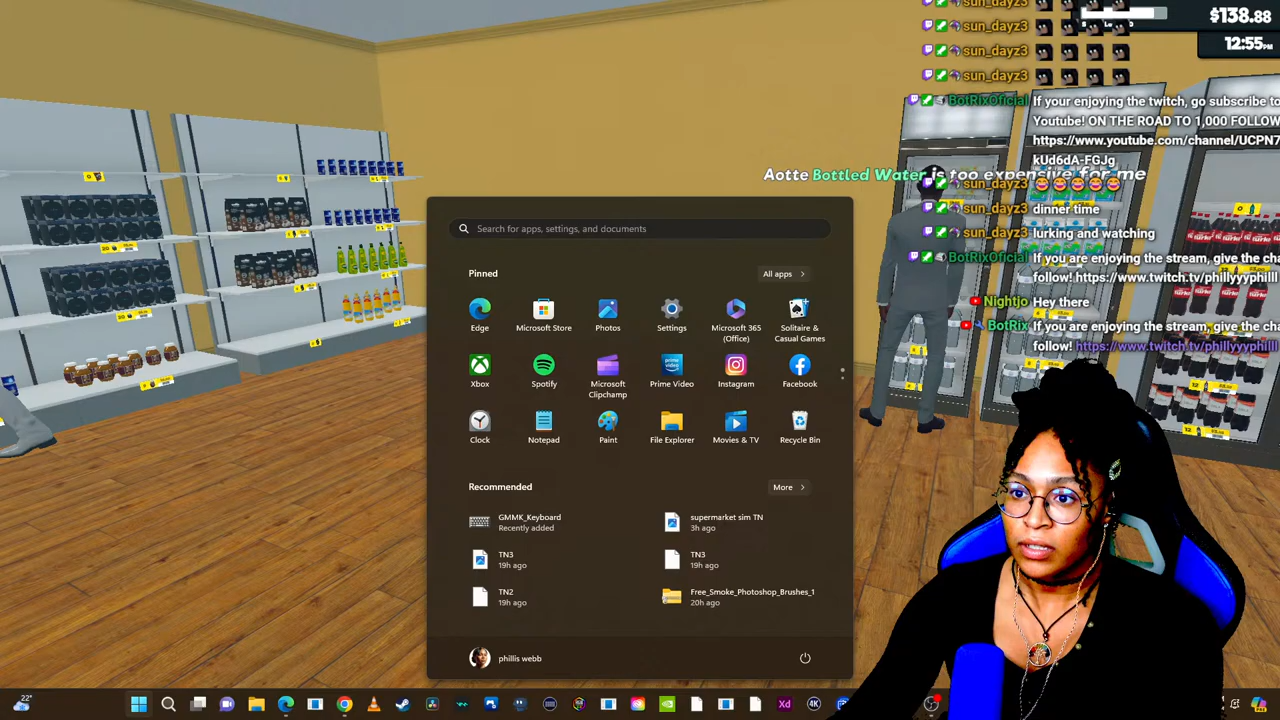 $138.88
12:55PM
sun_dayz3
sun_dayz3
sun_dayz3
sun_dayz3
BotRixOficial If your enjoying the twitch, go subscribe to
Youtube! ON THE ROAD TO 1,000 FOLLOW
https://www.youtube.com/channel/UCPN7
kUd6dA-FGJg
Aotte Bottled Water is too expensive for me
sun_dayz3
sun_dayz3 dinner time
sun_dayz3 lurking and watching
BotRixOficial If you are enjoying the stream, give the cha
follow! https://www.twitch.tv/phillyyyphilll
Nightjo Hey there
BotRix If you are enjoying the stream, give the cha
follow! https://www.twitch.tv/phillyyyphilll
Search for apps, settings, and documents
Pinned
All apps
Edge
Microsoft Store
Photos
Settings
Microsoft 365
(Office)
Solitaire &
Casual Games
Xbox
Spotify
Microsoft
Clipchamp
Prime Video
Instagram
Facebook
Clock
Notepad
Paint
File Explorer
Movies & TV
Recycle Bin
Recommended
More
GMMK_Keyboard
Recently added
supermarket sim TN
3h ago
TN3
19h ago
TN3
19h ago
TN2
19h ago
Free_Smoke_Photoshop_Brushes_1
20h ago
phillis webb
22°
Xd
4K